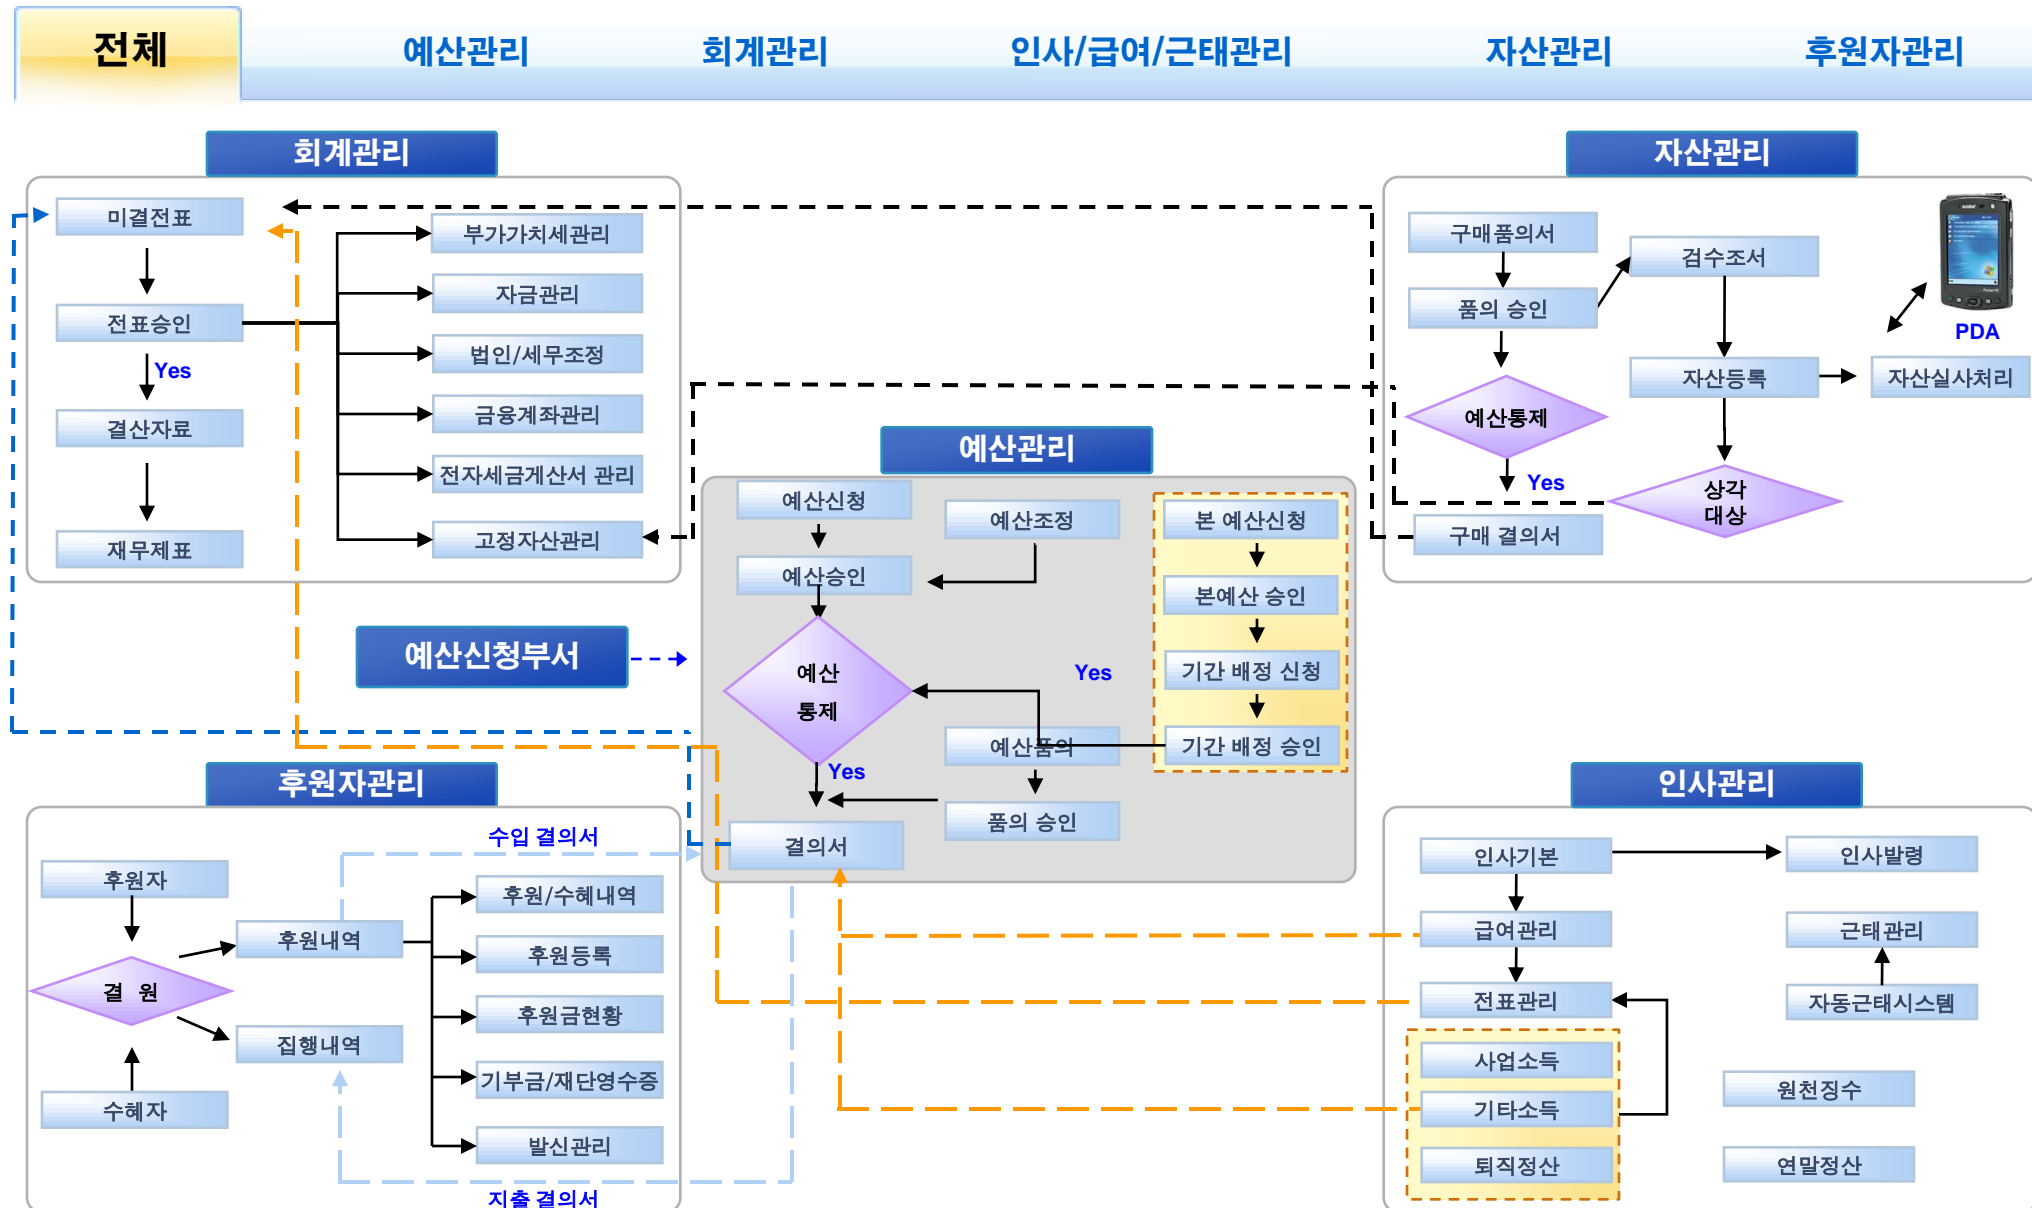 전체
예산관리
회계관리
인사/급여/근태관리
자산관리
후원자관리
회계관리
미결전표
전표승인
Yes
결산자료
재무제표
부가가치세관리
자금관리
법인/세무조정
금융계좌관리
전자세금계산서 관리
고정자산관리
자산관리
구매품의서
품의 승인
예산통제
Yes
구매 결의서
검수조서
자산등록
상각
대상
PDA
자산실사처리
예산신청부서
예산관리
예산신청
예산승인
예산
통제
Yes
결의서
예산조정
Yes
예산품의
품의 승인
본 예산신청
본예산 승인
기간 배정 신청
기간 배정 승인
후원자관리
수입 결의서
후원자
결 원
수혜자
후원내역
집행내역
후원/수혜내역
후원등록
후원금현황
기부금/재단영수증
발신관리
지출 결의서
인사관리
인사기본
급여관리
전표관리
사업소득
기타소득
퇴직정산
인사발령
근태관리
자동근태시스템
원천징수
연말정산